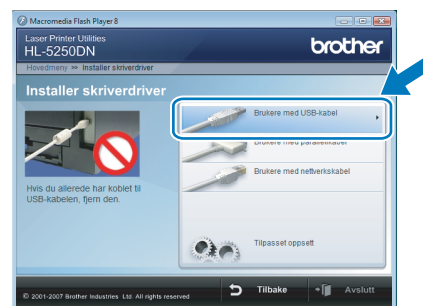 Macromedia Flash Player 8
Laser Printer Utilities
HL-5250DN
brother
Hovedmeny >> Installer skriverdriver
Installer skriverdriver
Brukere med USB-kabel
Brukere med parallellkabel
Brukere med nettverkskabel
Hvis du allerede har koblet til
USB-kabelen, fjern den.
Tilpasset oppsett
© 2001-2007 Brother Industries. Ltd. All rights reserved
Tilbake
Avslutt